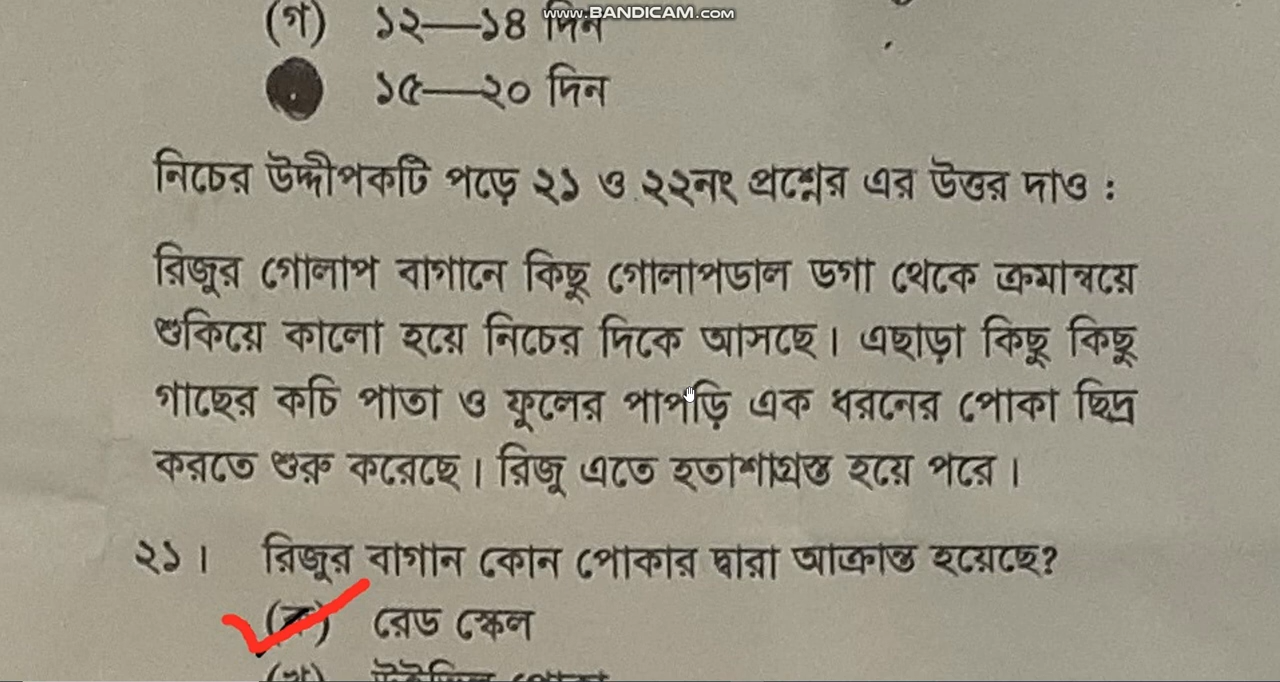 www.BANDICAM.com
(গ) ১২—১৪ দিন
১৫—২০ দিন
নিচের উদ্দীপকটি পড়ে ২১ ও ২২নং প্রশ্নের এর উত্তর দাও :
রিজুর গোলাপ বাগানে কিছু গোলাপডাল ডগা থেকে ক্রমান্বয়ে
শুকিয়ে কালো হয়ে নিচের দিকে আসছে। এছাড়া কিছু কিছু
গাছের কচি পাতা ও ফুলের পাপড়ি এক ধরনের পোকা ছিদ্র
করতে শুরু করেছে। রিজু এতে হতাশাগ্রস্ত হয়ে পরে।
২১। রিজুর বাগান কোন পোকার দ্বারা আক্রান্ত হয়েছে?
(ক) রেড স্কেল
(খ) পোকা